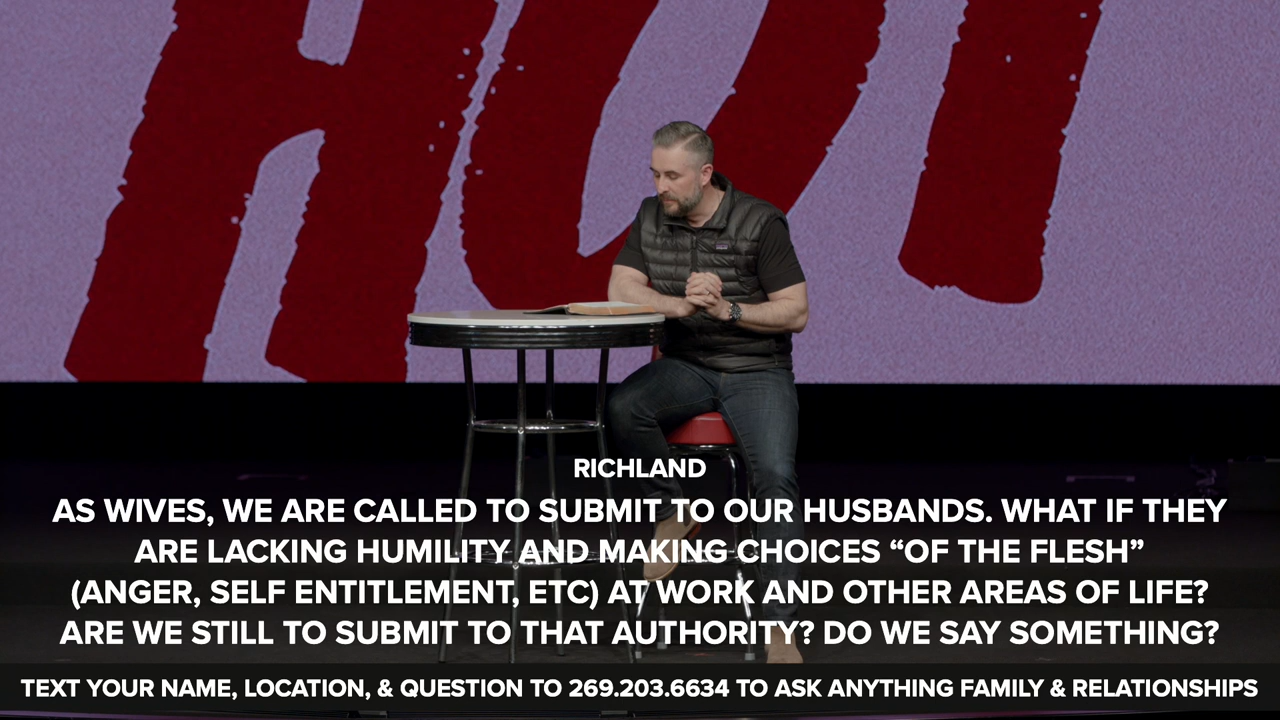 RICHLAND
AS WIVES, WE ARE CALLED TO SUBMIT TO OUR HUSBANDS. WHAT IF THEY
ARE LACKING HUMILITY AND MAKING CHOICES “OF THE FLESH”
(ANGER, SELF ENTITLEMENT, ETC) AT WORK AND OTHER AREAS OF LIFE?
ARE WE STILL TO SUBMIT TO THAT AUTHORITY? DO WE SAY SOMETHING?
TEXT YOUR NAME, LOCATION, & QUESTION TO 269.203.6634 TO ASK ANYTHING FAMILY & RELATIONSHIPS